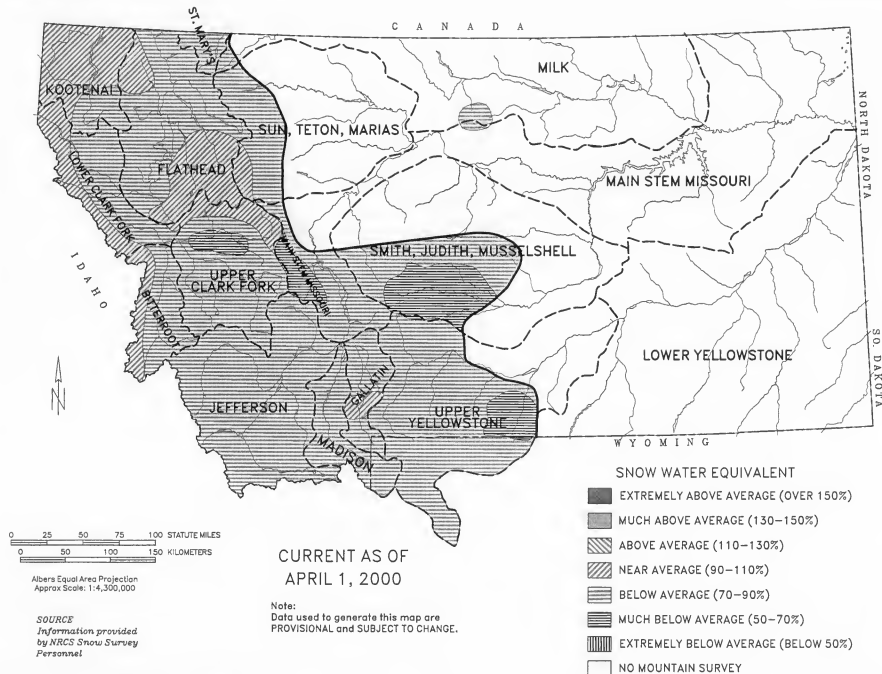 CANADA
ST. MARY'S
MILK
KOOTENAI
SUN, TETON, MARIAS
NORTH DAKOTA
FLATHEAD
LOWER CLARK FORK
MAIN STEM MISSOURI
IDAHO
MAIN STEM MISSOURI
SMITH, JUDITH, MUSSELSHELL
UPPER
CLARK FORK
BITTERROOT
LOWER YELLOWSTONE
SO. DAKOTA
N
JEFFERSON
GALLATIN
UPPER
YELLOWSTONE
MADISON
WYOMING
SNOW WATER EQUIVALENT
EXTREMELY ABOVE AVERAGE (OVER 150%)
MUCH ABOVE AVERAGE (130-150%)
ABOVE AVERAGE (110-130%)
NEAR AVERAGE (90-110%)
BELOW AVERAGE (70-90%)
MUCH BELOW AVERAGE (50-70%)
EXTREMELY BELOW AVERAGE (BELOW 50%)
NO MOUNTAIN SURVEY
0 25 50 75 100 STATUTE MILES
0 50 100 150 KILOMETERS
Albers Equal Area Projection
Approx Scale: 1:4,300,000
CURRENT AS OF
APRIL 1, 2000
SOURCE
Information provided
by NRCS Snow Survey
Personnel
Note:
Data used to generate this map are
PROVISIONAL and SUBJECT TO CHANGE.